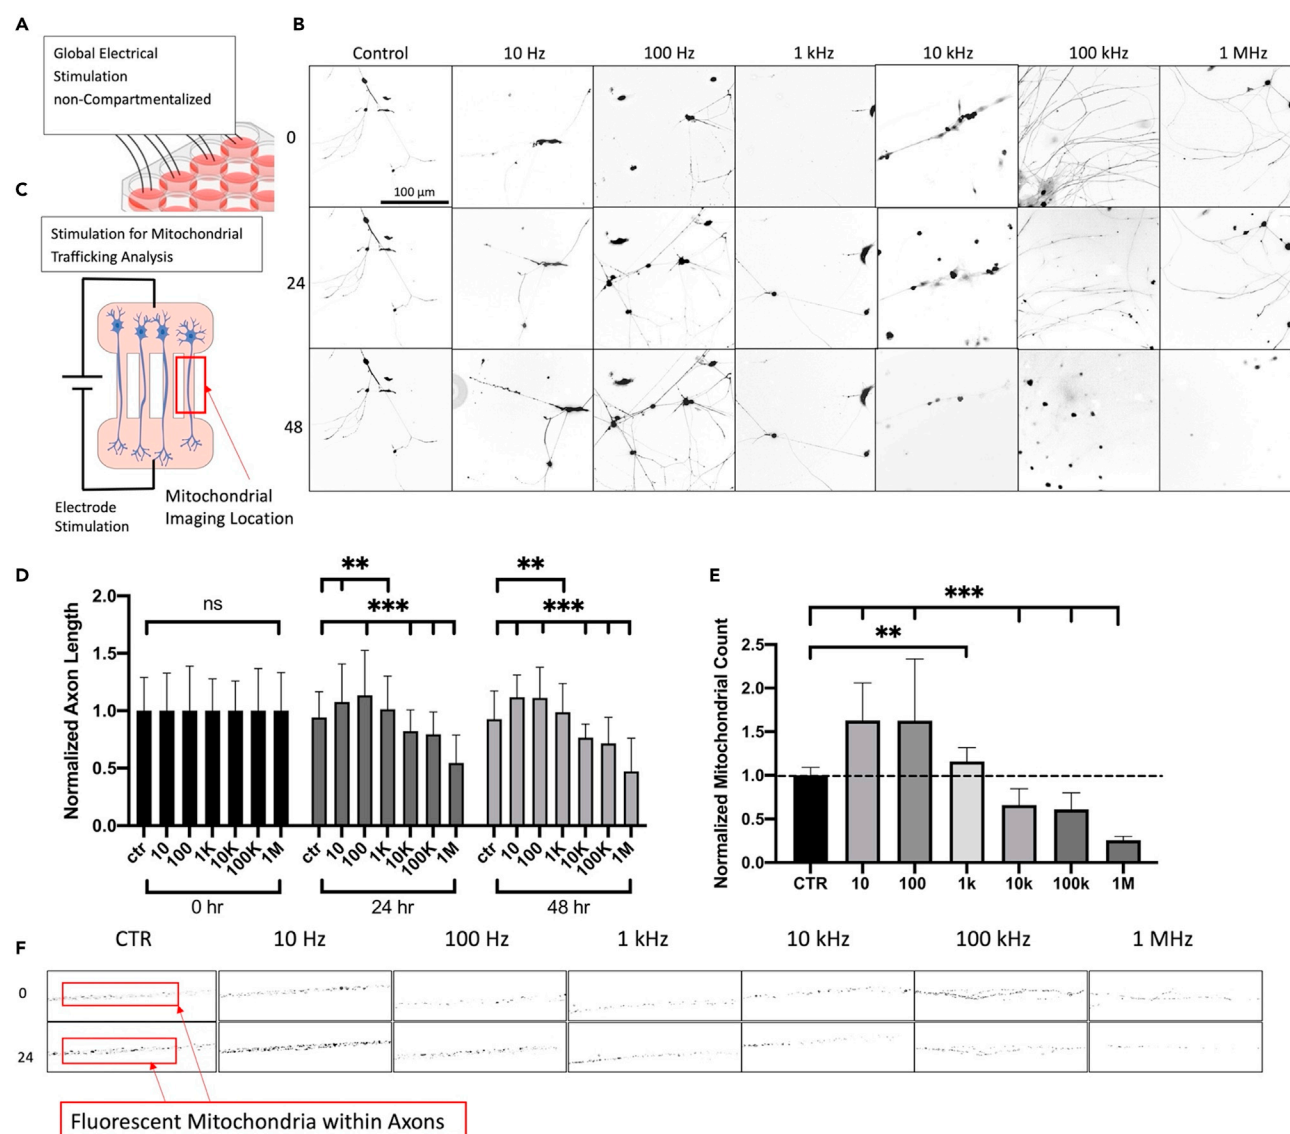 A
Global Electrical
Stimulation
non-Compartmentalized
B
Control 10 Hz 100 Hz 1 kHz 10 kHz 100 kHz 1 MHz
0
100 μm
24
48
C
Stimulation for Mitochondrial
Trafficking Analysis
Electrode
Stimulation
Mitochondrial
Imaging Location
D
Normalized Axon Length
2.0
1.5
1.0
0.5
0.0
ns
**
***
**
***
ctr 10 100 1K 10K 100K 1M
ctr 10 100 1K 10K 100K 1M
ctr 10 100 1K 10K 100K 1M
0 hr 24 hr 48 hr
E
Normalized Mitochondrial Count
***
**
2.5
2.0
1.5
1.0
0.5
0.0
CTR 10 100 1k 10k 100k 1M
F
CTR 10 Hz 100 Hz 1 kHz 10 kHz 100 kHz 1 MHz
0
24
Fluorescent Mitochondria within Axons